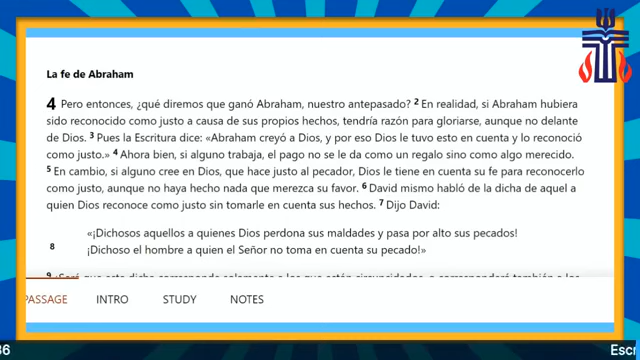 La fe de Abraham
4 Pero entonces, ¿qué diremos que ganó Abraham, nuestro antepasado? 2 En realidad, si Abraham hubiera
sido reconocido como justo a causa de sus propios hechos, tendría razón para gloriarse, aunque no delante
de Dios. 3 Pues la Escritura dice: «Abraham creyó a Dios, y por eso Dios le tuvo esto en cuenta y lo reconoció
como justo.» 4 Ahora bien, si alguno trabaja, el pago no se le da como un regalo sino como algo merecido.
5 En cambio, si alguno cree en Dios, que hace justo al pecador, Dios le tiene en cuenta su fe para reconocerlo
como justo, aunque no haya hecho nada que merezca su favor. 6 David mismo habló de la dicha de aquel a
quien Dios reconoce como justo sin tomarle en cuenta sus hechos. 7 Dijo David:
«¡Dichosos aquellos a quienes Dios perdona sus maldades y pasa por alto sus pecados!
8 ¡Dichoso el hombre a quien el Señor no toma en cuenta su pecado!»
PASSAGE INTRO STUDY NOTES
36 Escr